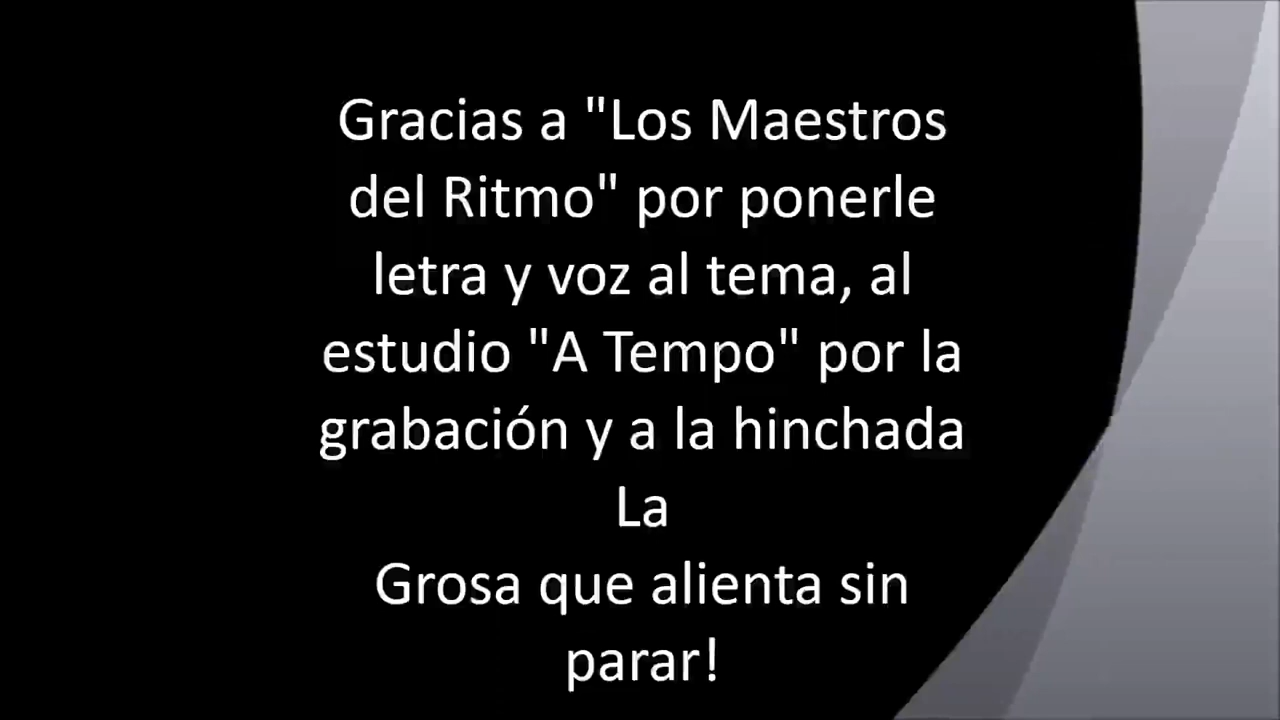 Gracias a "Los Maestros
del Ritmo" por ponerle
letra y voz al tema, al
estudio "A Tempo" por la
grabación y a la hinchada
La
Grosa que alienta sin
parar!